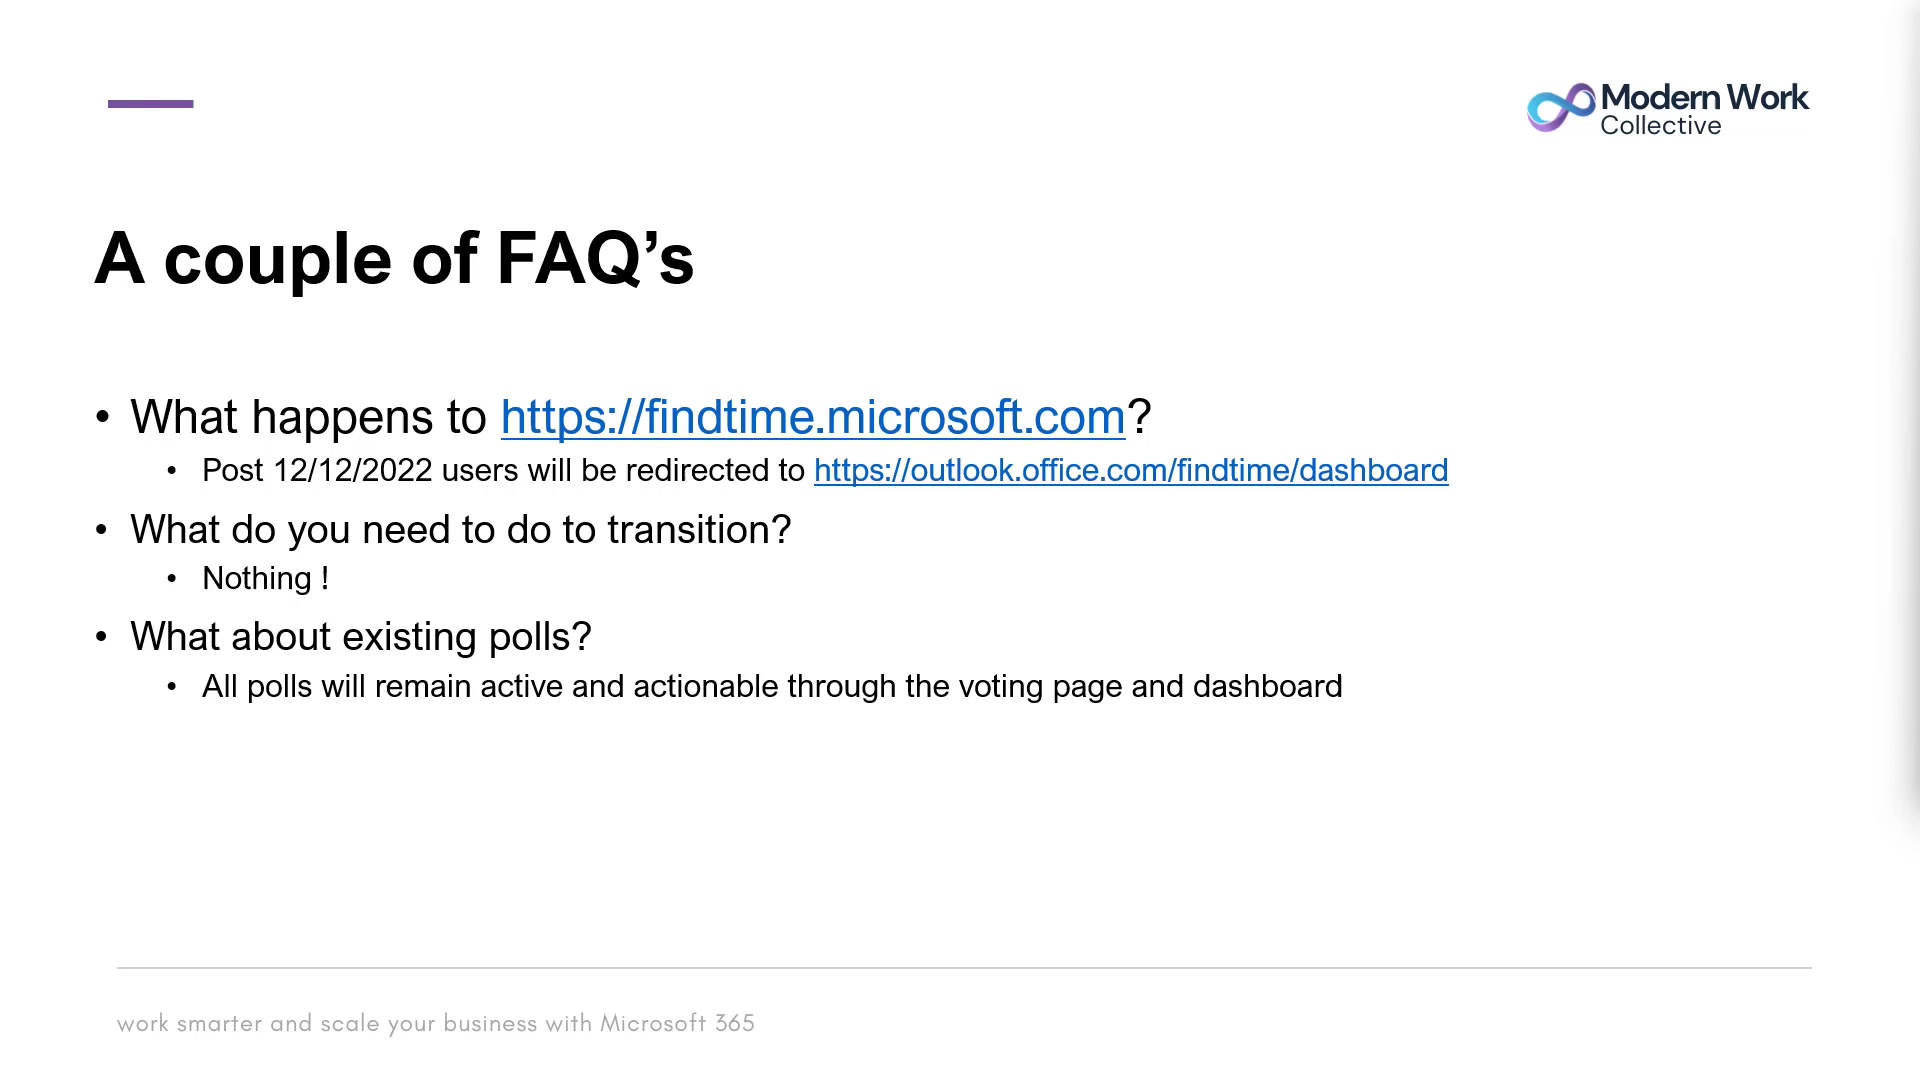 Modern Work
Collective
A couple of FAQ’s
• What happens to https://findtime.microsoft.com?
• Post 12/12/2022 users will be redirected to https://outlook.office.com/findtime/dashboard
• What do you need to do to transition?
• Nothing !
• What about existing polls?
• All polls will remain active and actionable through the voting page and dashboard
work smarter and scale your business with Microsoft 365